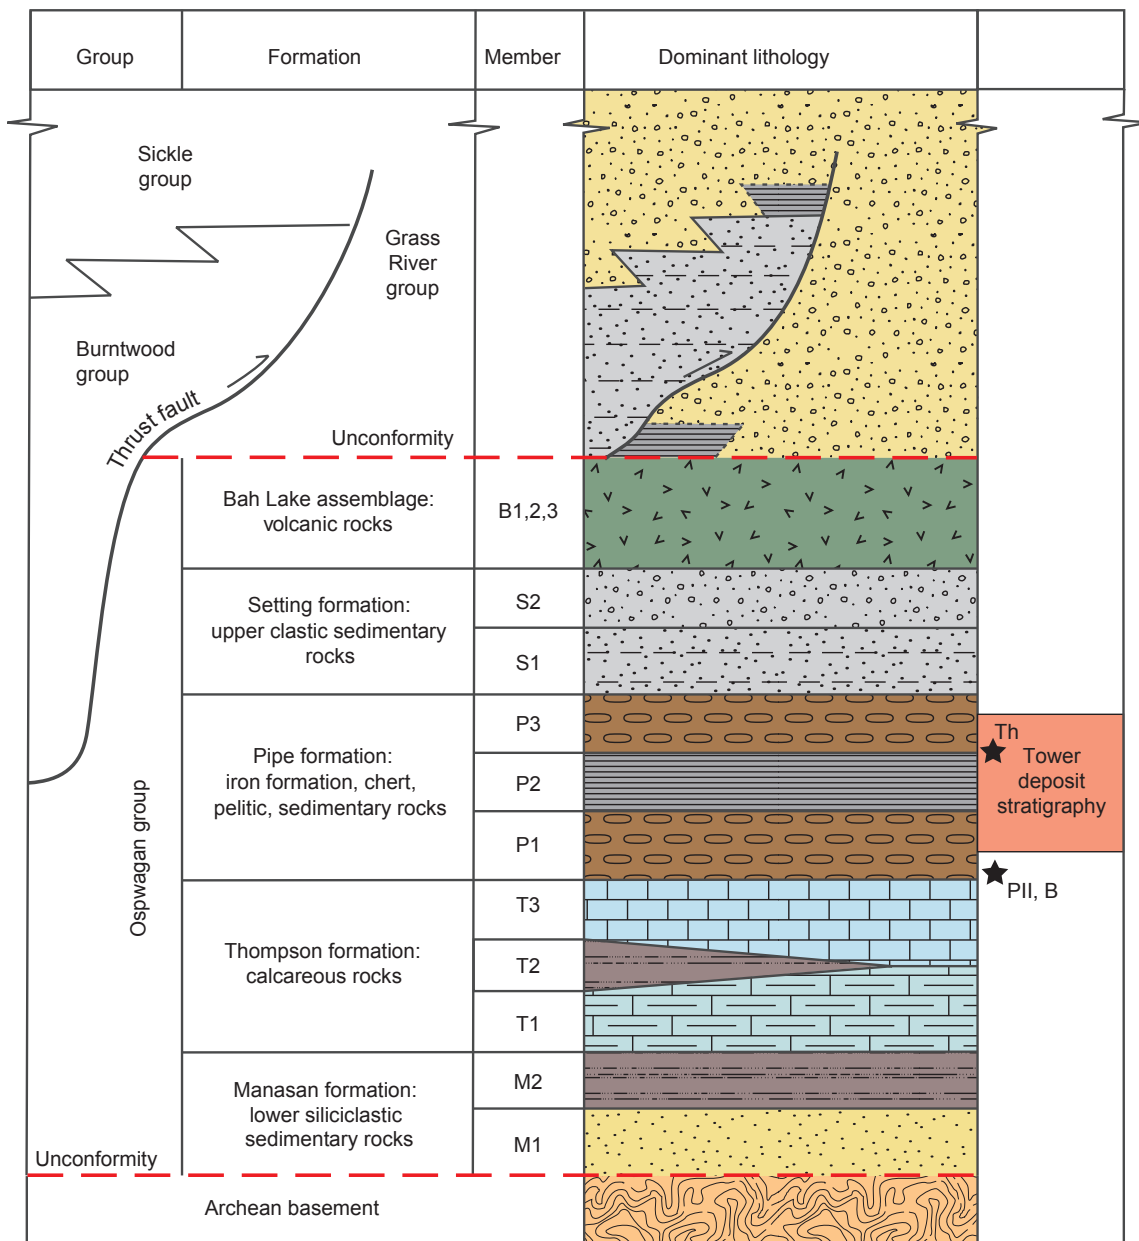 Group
Formation
Member
Dominant lithology
Sickle
group
Grass
River
group
Burntwood
group
Thrust fault
Unconformity
Bah Lake assemblage:
volcanic rocks
B1,2,3
Setting formation:
upper clastic sedimentary
rocks
S2
S1
Ospwagan group
Pipe formation:
iron formation, chert,
pelitic, sedimentary rocks
P3
P2
P1
Th
Tower
deposit
stratigraphy
PII, B
Thompson formation:
calcareous rocks
T3
T2
T1
Manasan formation:
lower siliciclastic
sedimentary rocks
M2
M1
Unconformity
Archean basement